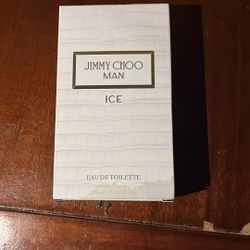 JIMMY CHOO
MAN
ICE
EAU DE TOILETTE